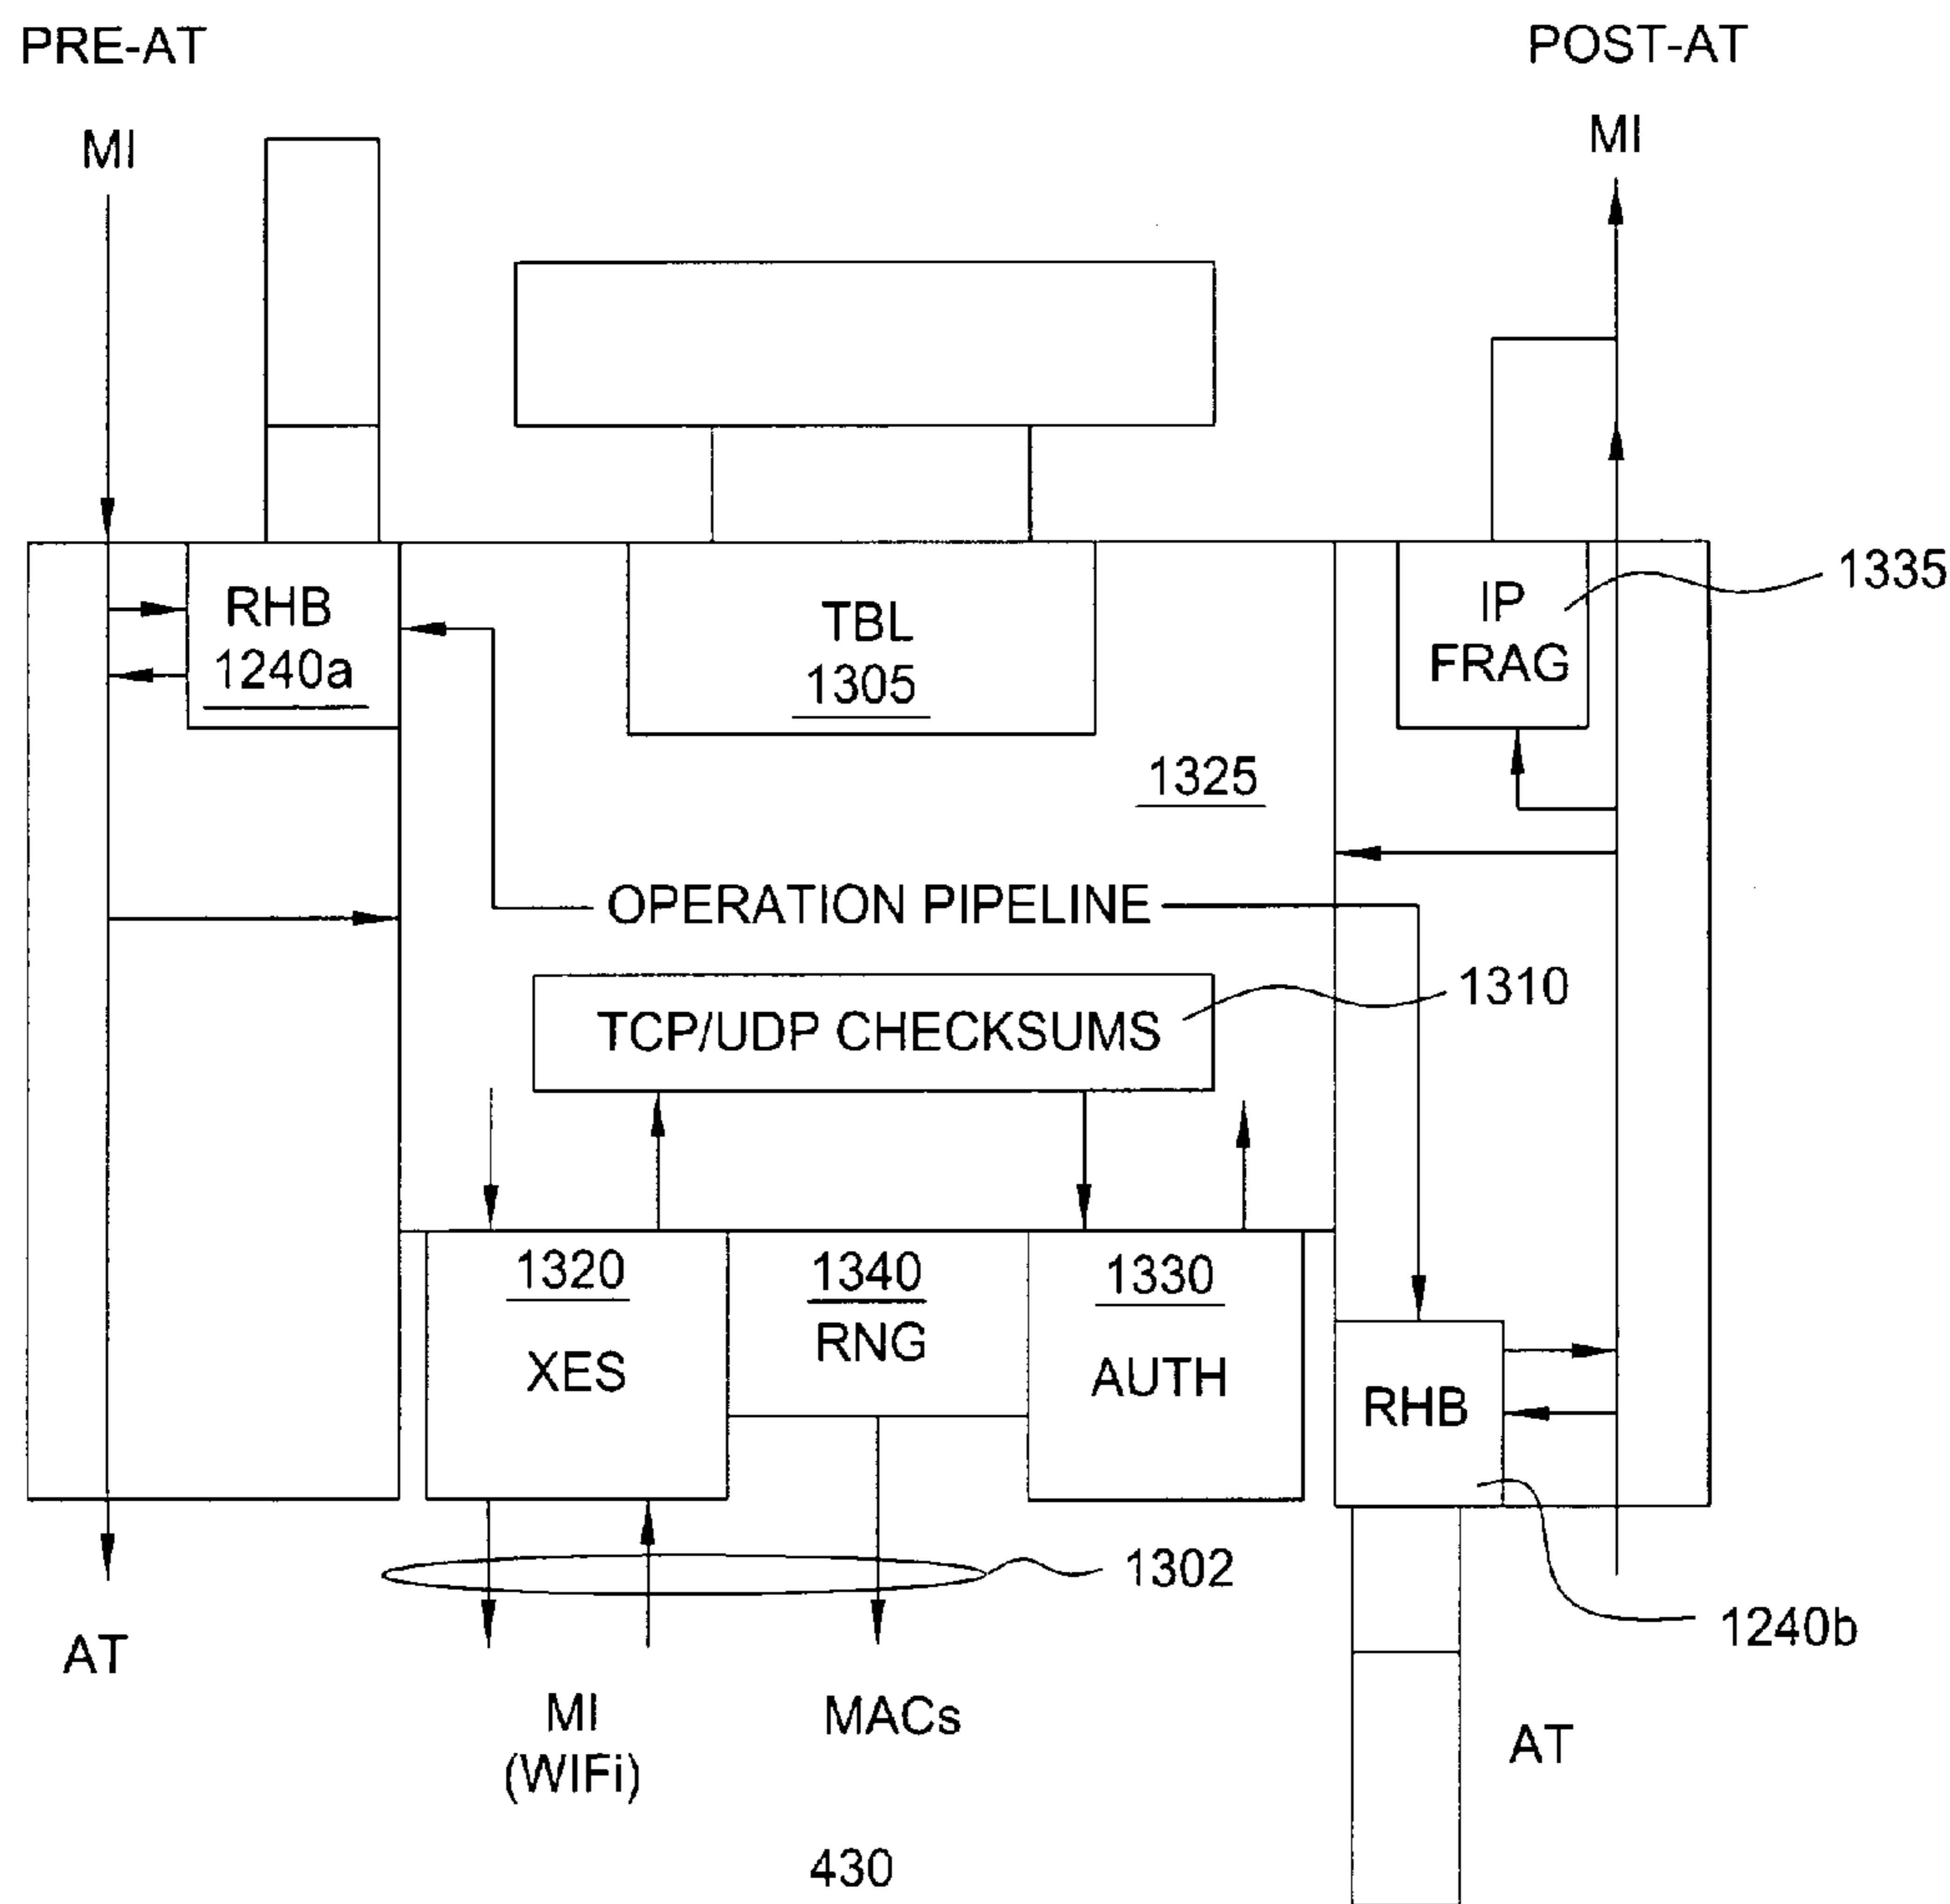 PRE-AT
POST-AT
MI
MI
RHB
1240a
TBL
1305
IP
FRAG
1335
1325
OPERATION PIPELINE
1310
TCP/UDP CHECKSUMS
1320
XES
1340
RNG
1330
AUTH
RHB
1302
1240b
AT
MI
(WIFi)
MACs
AT
430